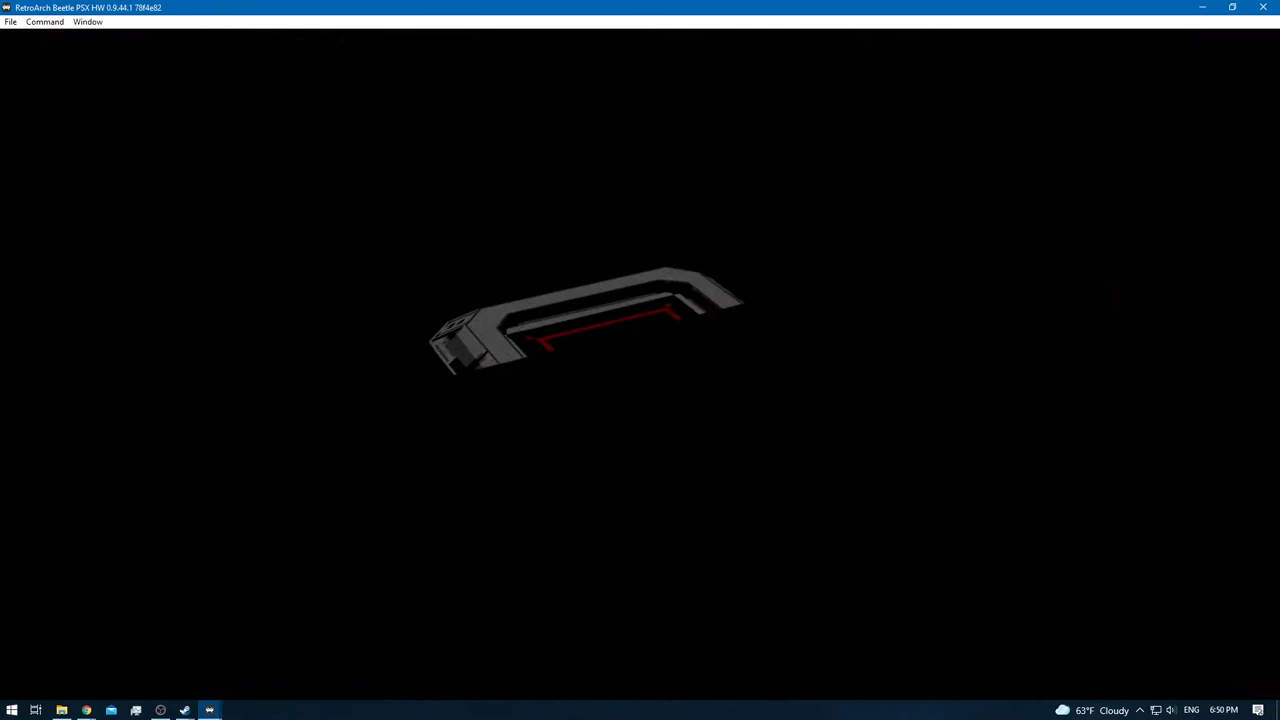 RetroArch Beetle PSX HW 0.9.44.1 78f4e82
File Command Window
63°F Cloudy ENG 6:50 PM